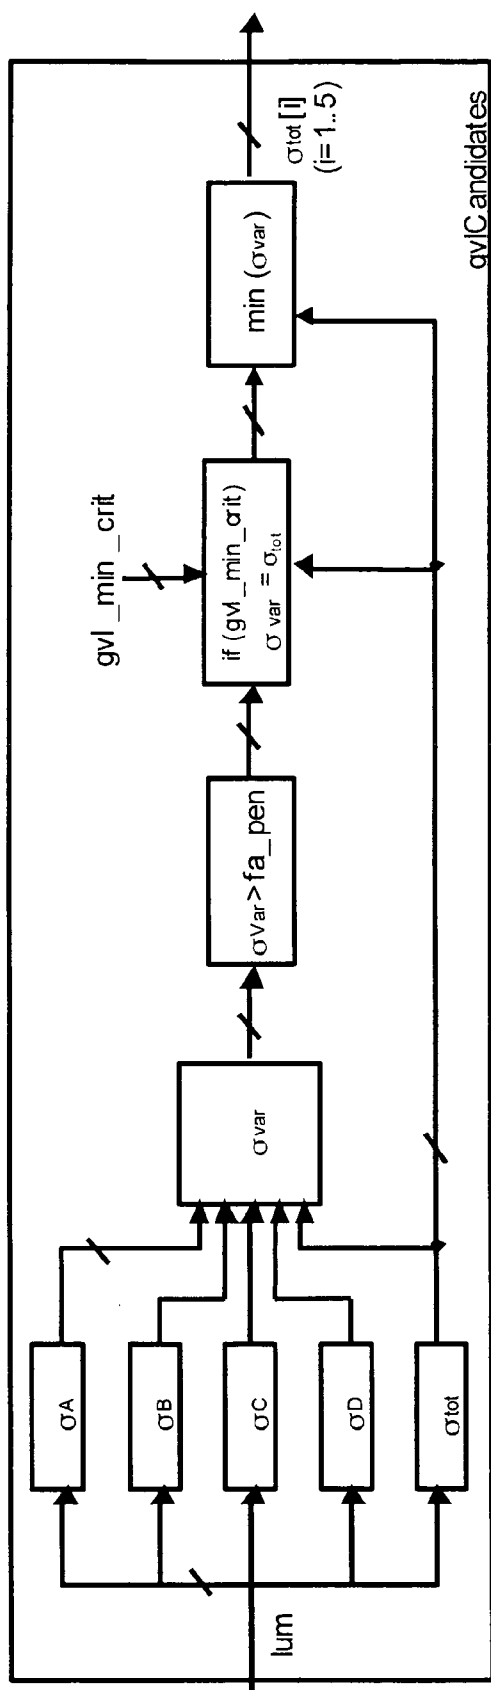 lum
σA
σB
σC
σD
σtot
σvar
σVar>fa_pen
gvl_min_crit
if (gvl_min_crit)
σvar = σtot
min (σvar)
σtot[i]
(i=1..5)
gvlCandidates